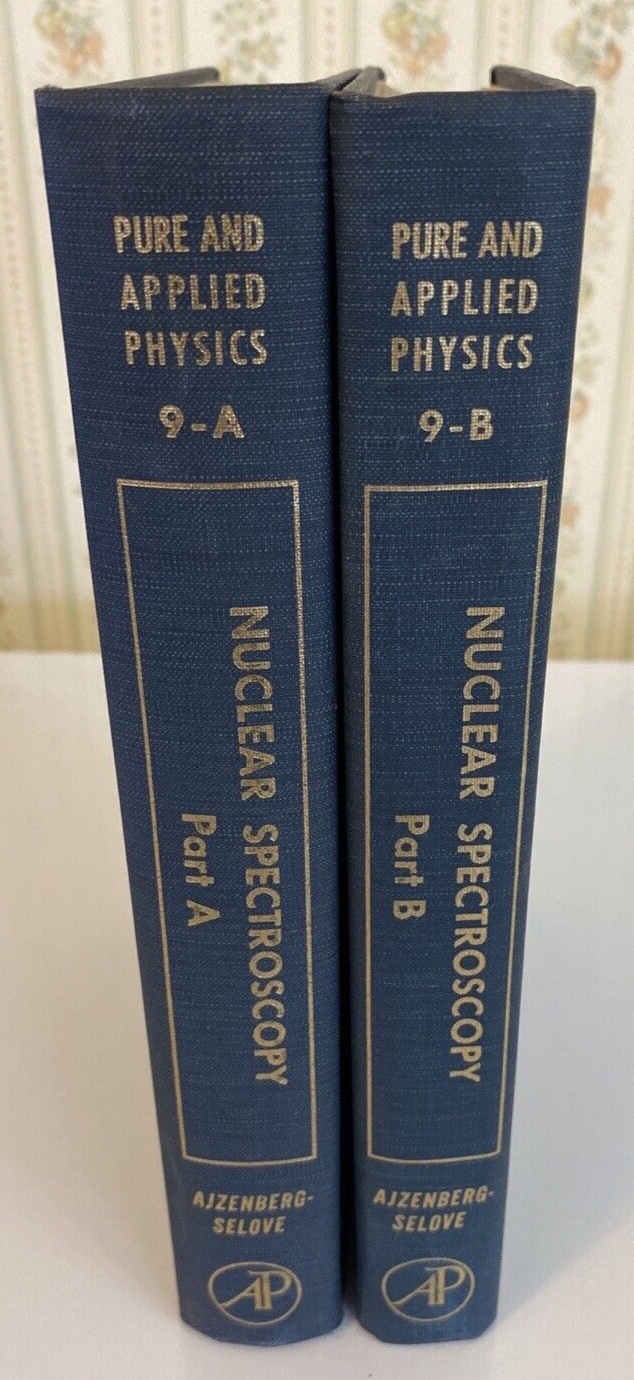 PURE AND
APPLIED
PHYSICS
9-A
NUCLEAR SPECTROSCOPY
Part A
AJZENBERG-
SELOVE
AP
PURE AND
APPLIED
PHYSICS
9-B
NUCLEAR SPECTROSCOPY
Part B
AJZENBERG-
SELOVE
AP